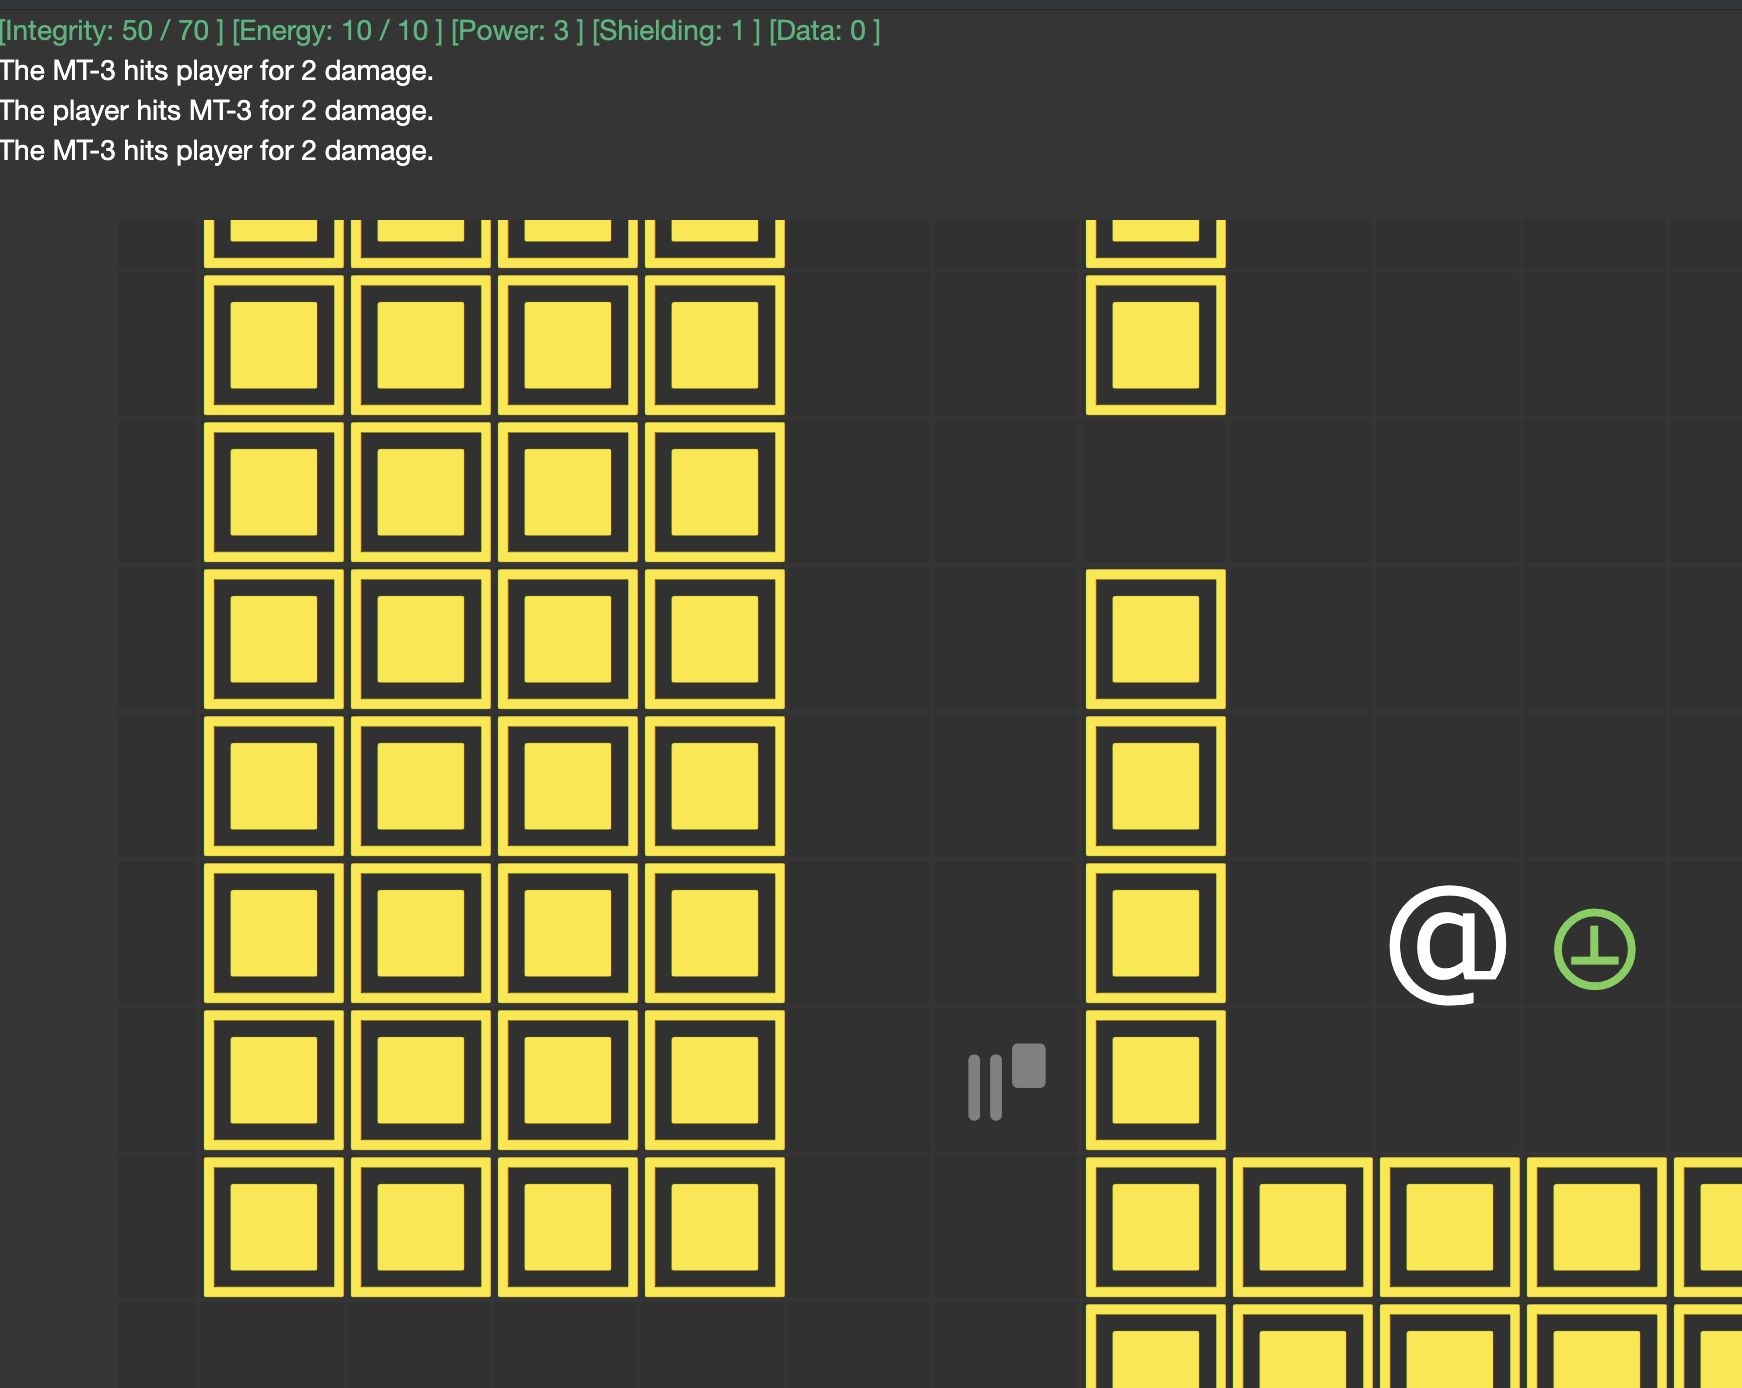 [Integrity: 50 / 70 ] [Energy: 10 / 10 ] [Power: 3 ] [Shielding: 1 ] [Data: 0 ]
The MT-3 hits player for 2 damage.
The player hits MT-3 for 2 damage.
The MT-3 hits player for 2 damage.
@